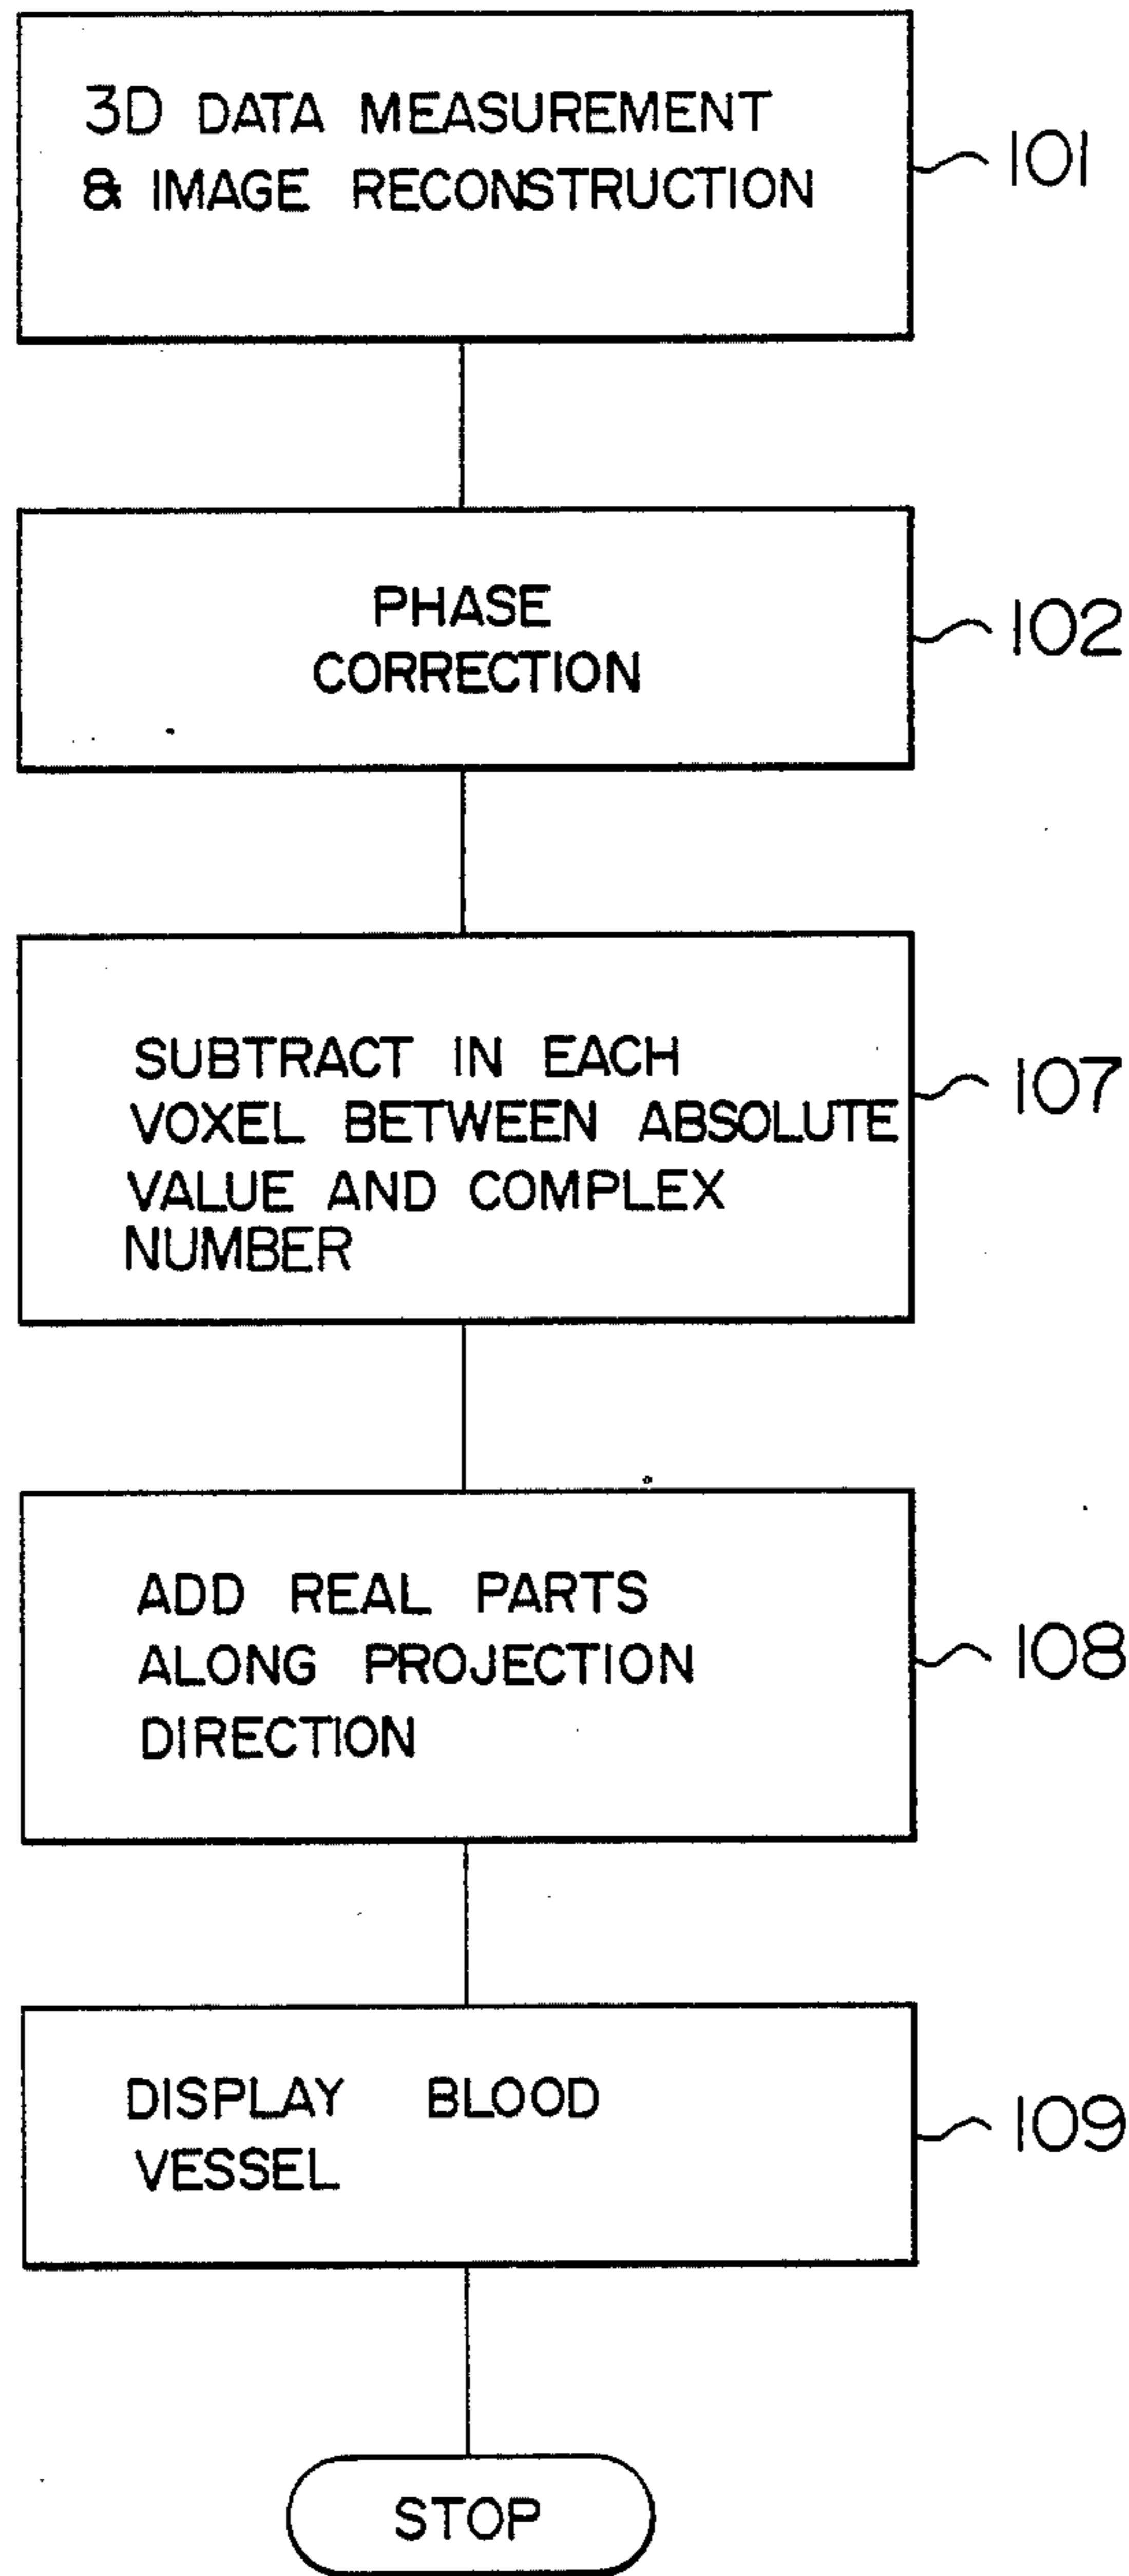 3D DATA MEASUREMENT
& IMAGE RECONSTRUCTION
101
PHASE
CORRECTION
102
SUBTRACT IN EACH
VOXEL BETWEEN ABSOLUTE
VALUE AND COMPLEX
NUMBER
107
ADD REAL PARTS
ALONG PROJECTION
DIRECTION
108
DISPLAY BLOOD
VESSEL
109
STOP